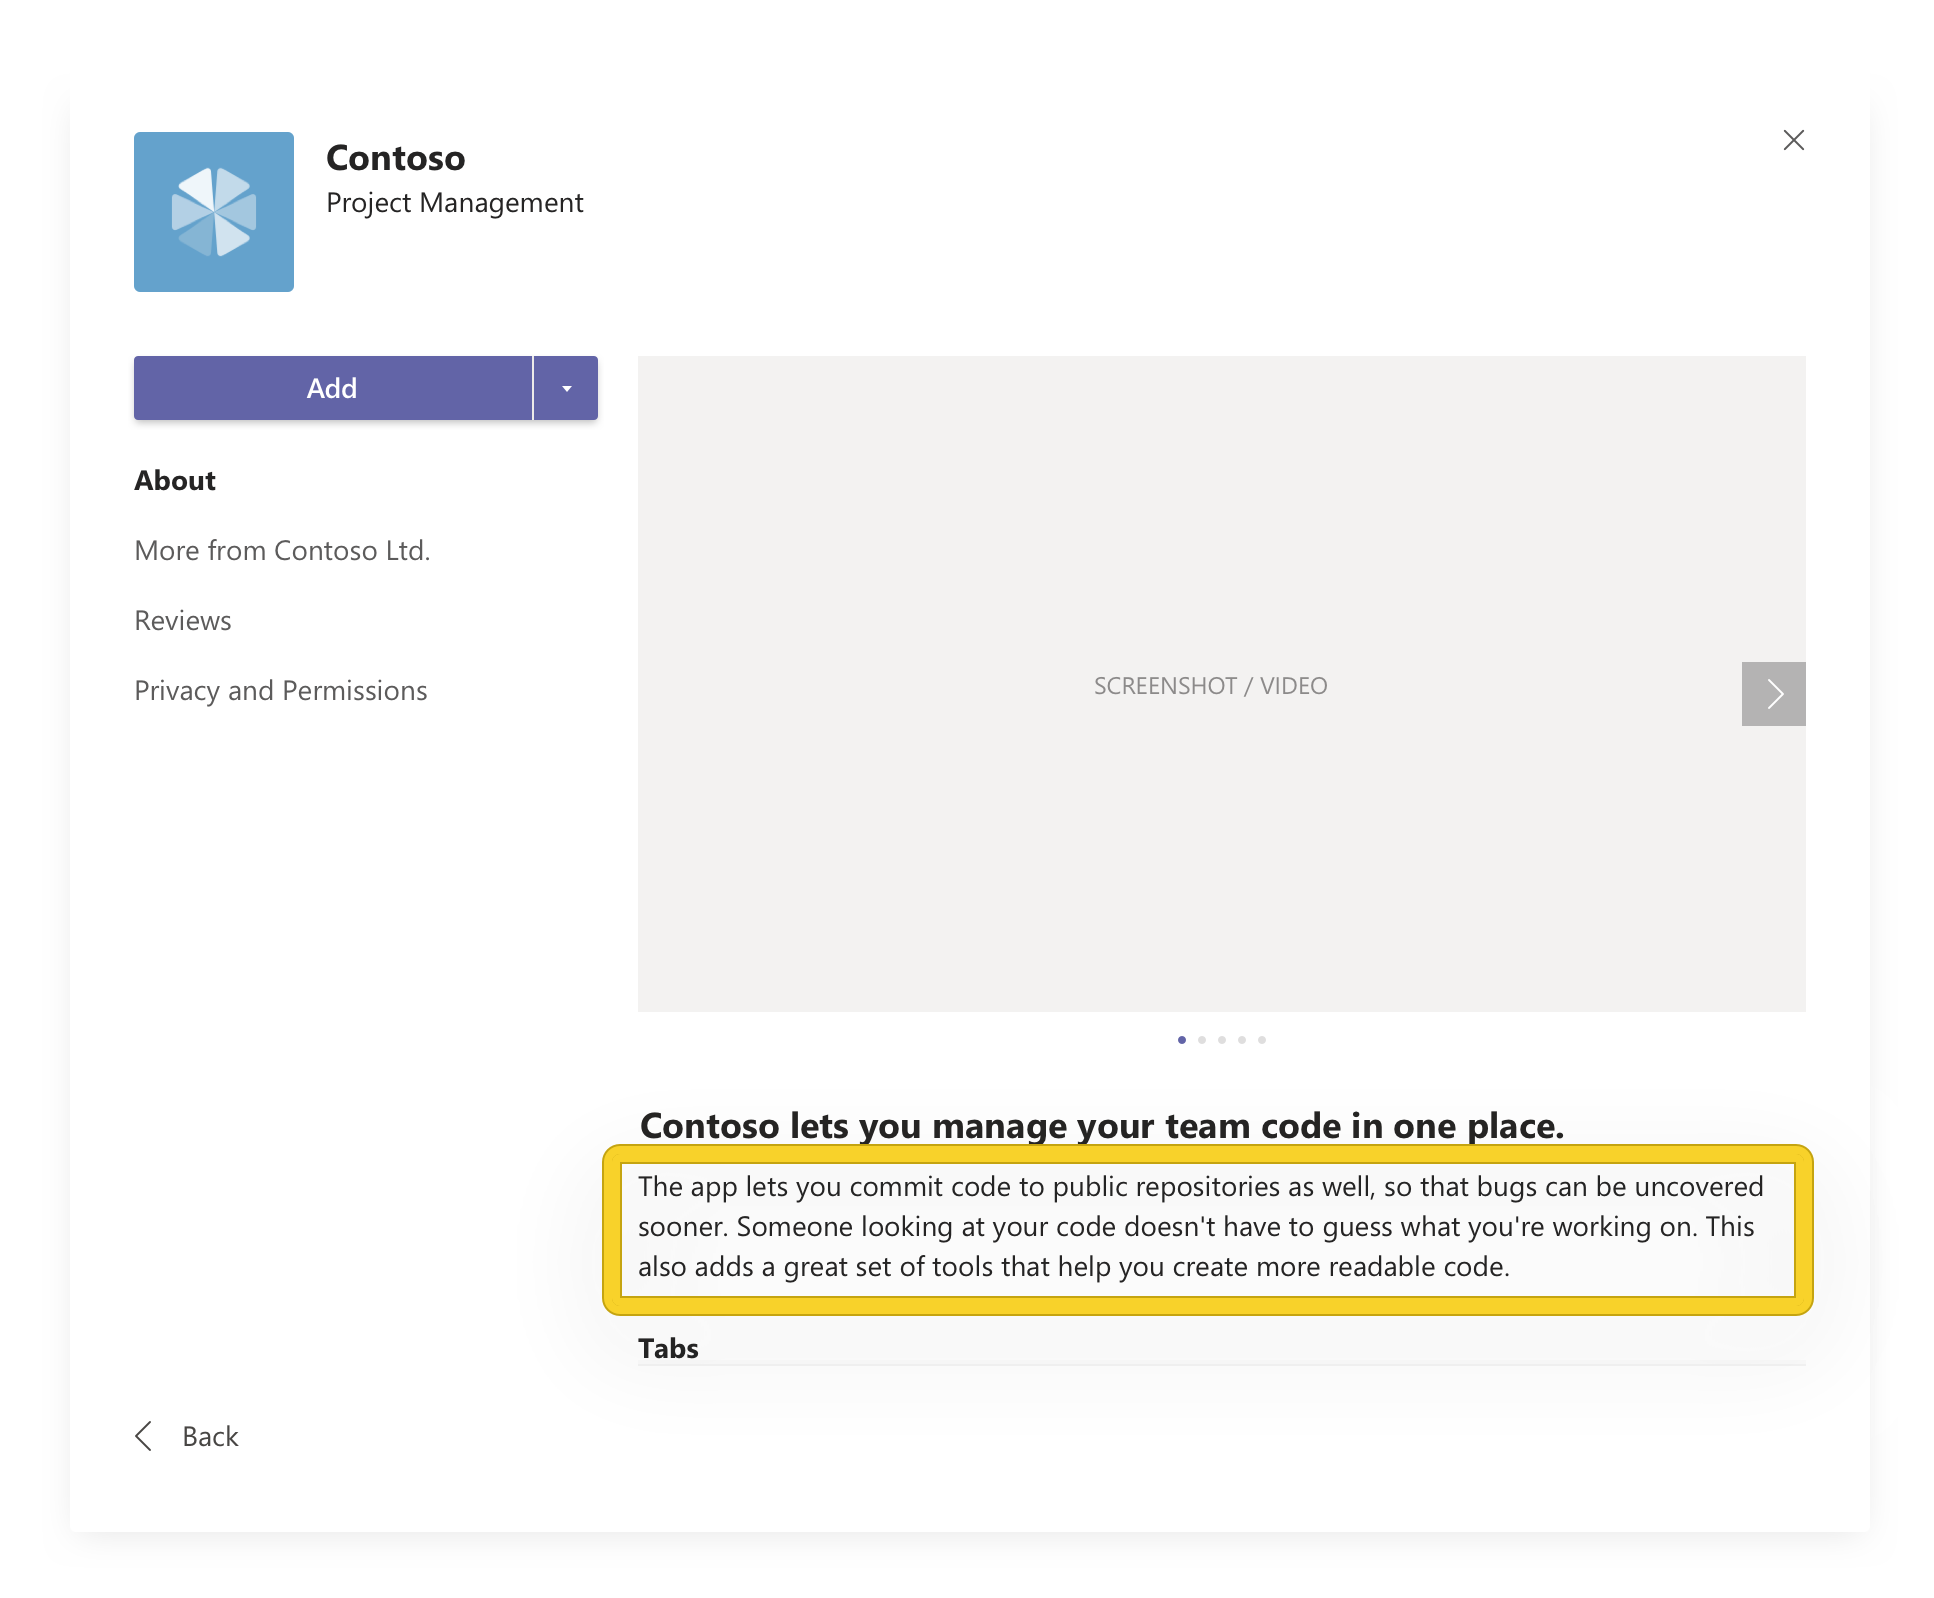 Contoso
Project Management
Add
About
More from Contoso Ltd.
Reviews
Privacy and Permissions
SCREENSHOT / VIDEO
Contoso lets you manage your team code in one place.
The app lets you commit code to public repositories as well, so that bugs can be uncovered
sooner. Someone looking at your code doesn't have to guess what you're working on. This
also adds a great set of tools that help you create more readable code.
Tabs
Back